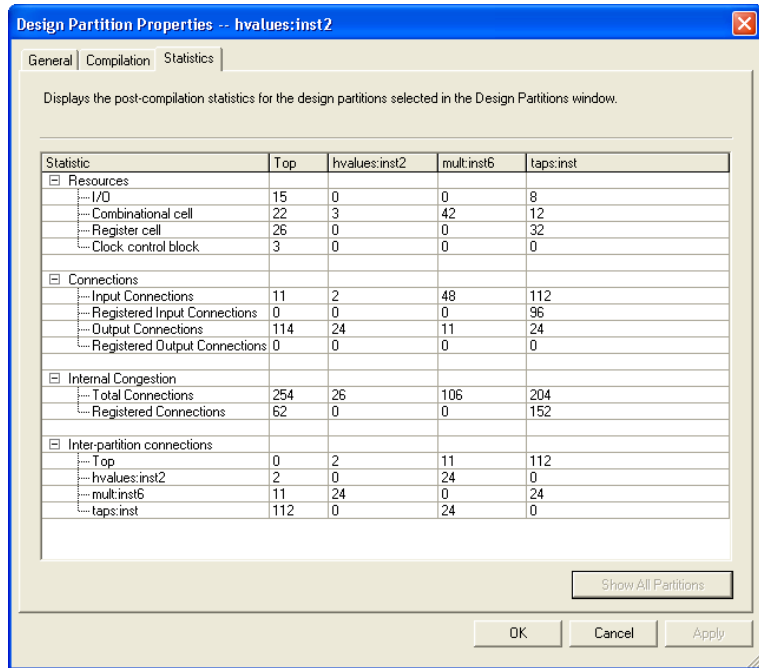 Design Partition Properties -- hvalues:inst2
General Compilation Statistics
Displays the post-compilation statistics for the design partitions selected in the Design Partitions window.
Statistic Top hvalues:inst2 mult:inst6 taps:inst
Resources
I/O 15 0 0 8
Combinational cell 22 3 42 12
Register cell 26 0 0 32
Clock control block 3 0 0 0
Connections
Input Connections 11 2 48 112
Registered Input Connections 0 0 0 96
Output Connections 114 24 11 24
Registered Output Connections 0 0 0 0
Internal Congestion
Total Connections 254 26 106 204
Registered Connections 62 0 0 152
Inter-partition connections
Top 0 2 11 112
hvalues:inst2 2 0 24 0
mult:inst6 11 24 0 24
taps:inst 112 0 24 0
Show All Partitions
OK Cancel Apply